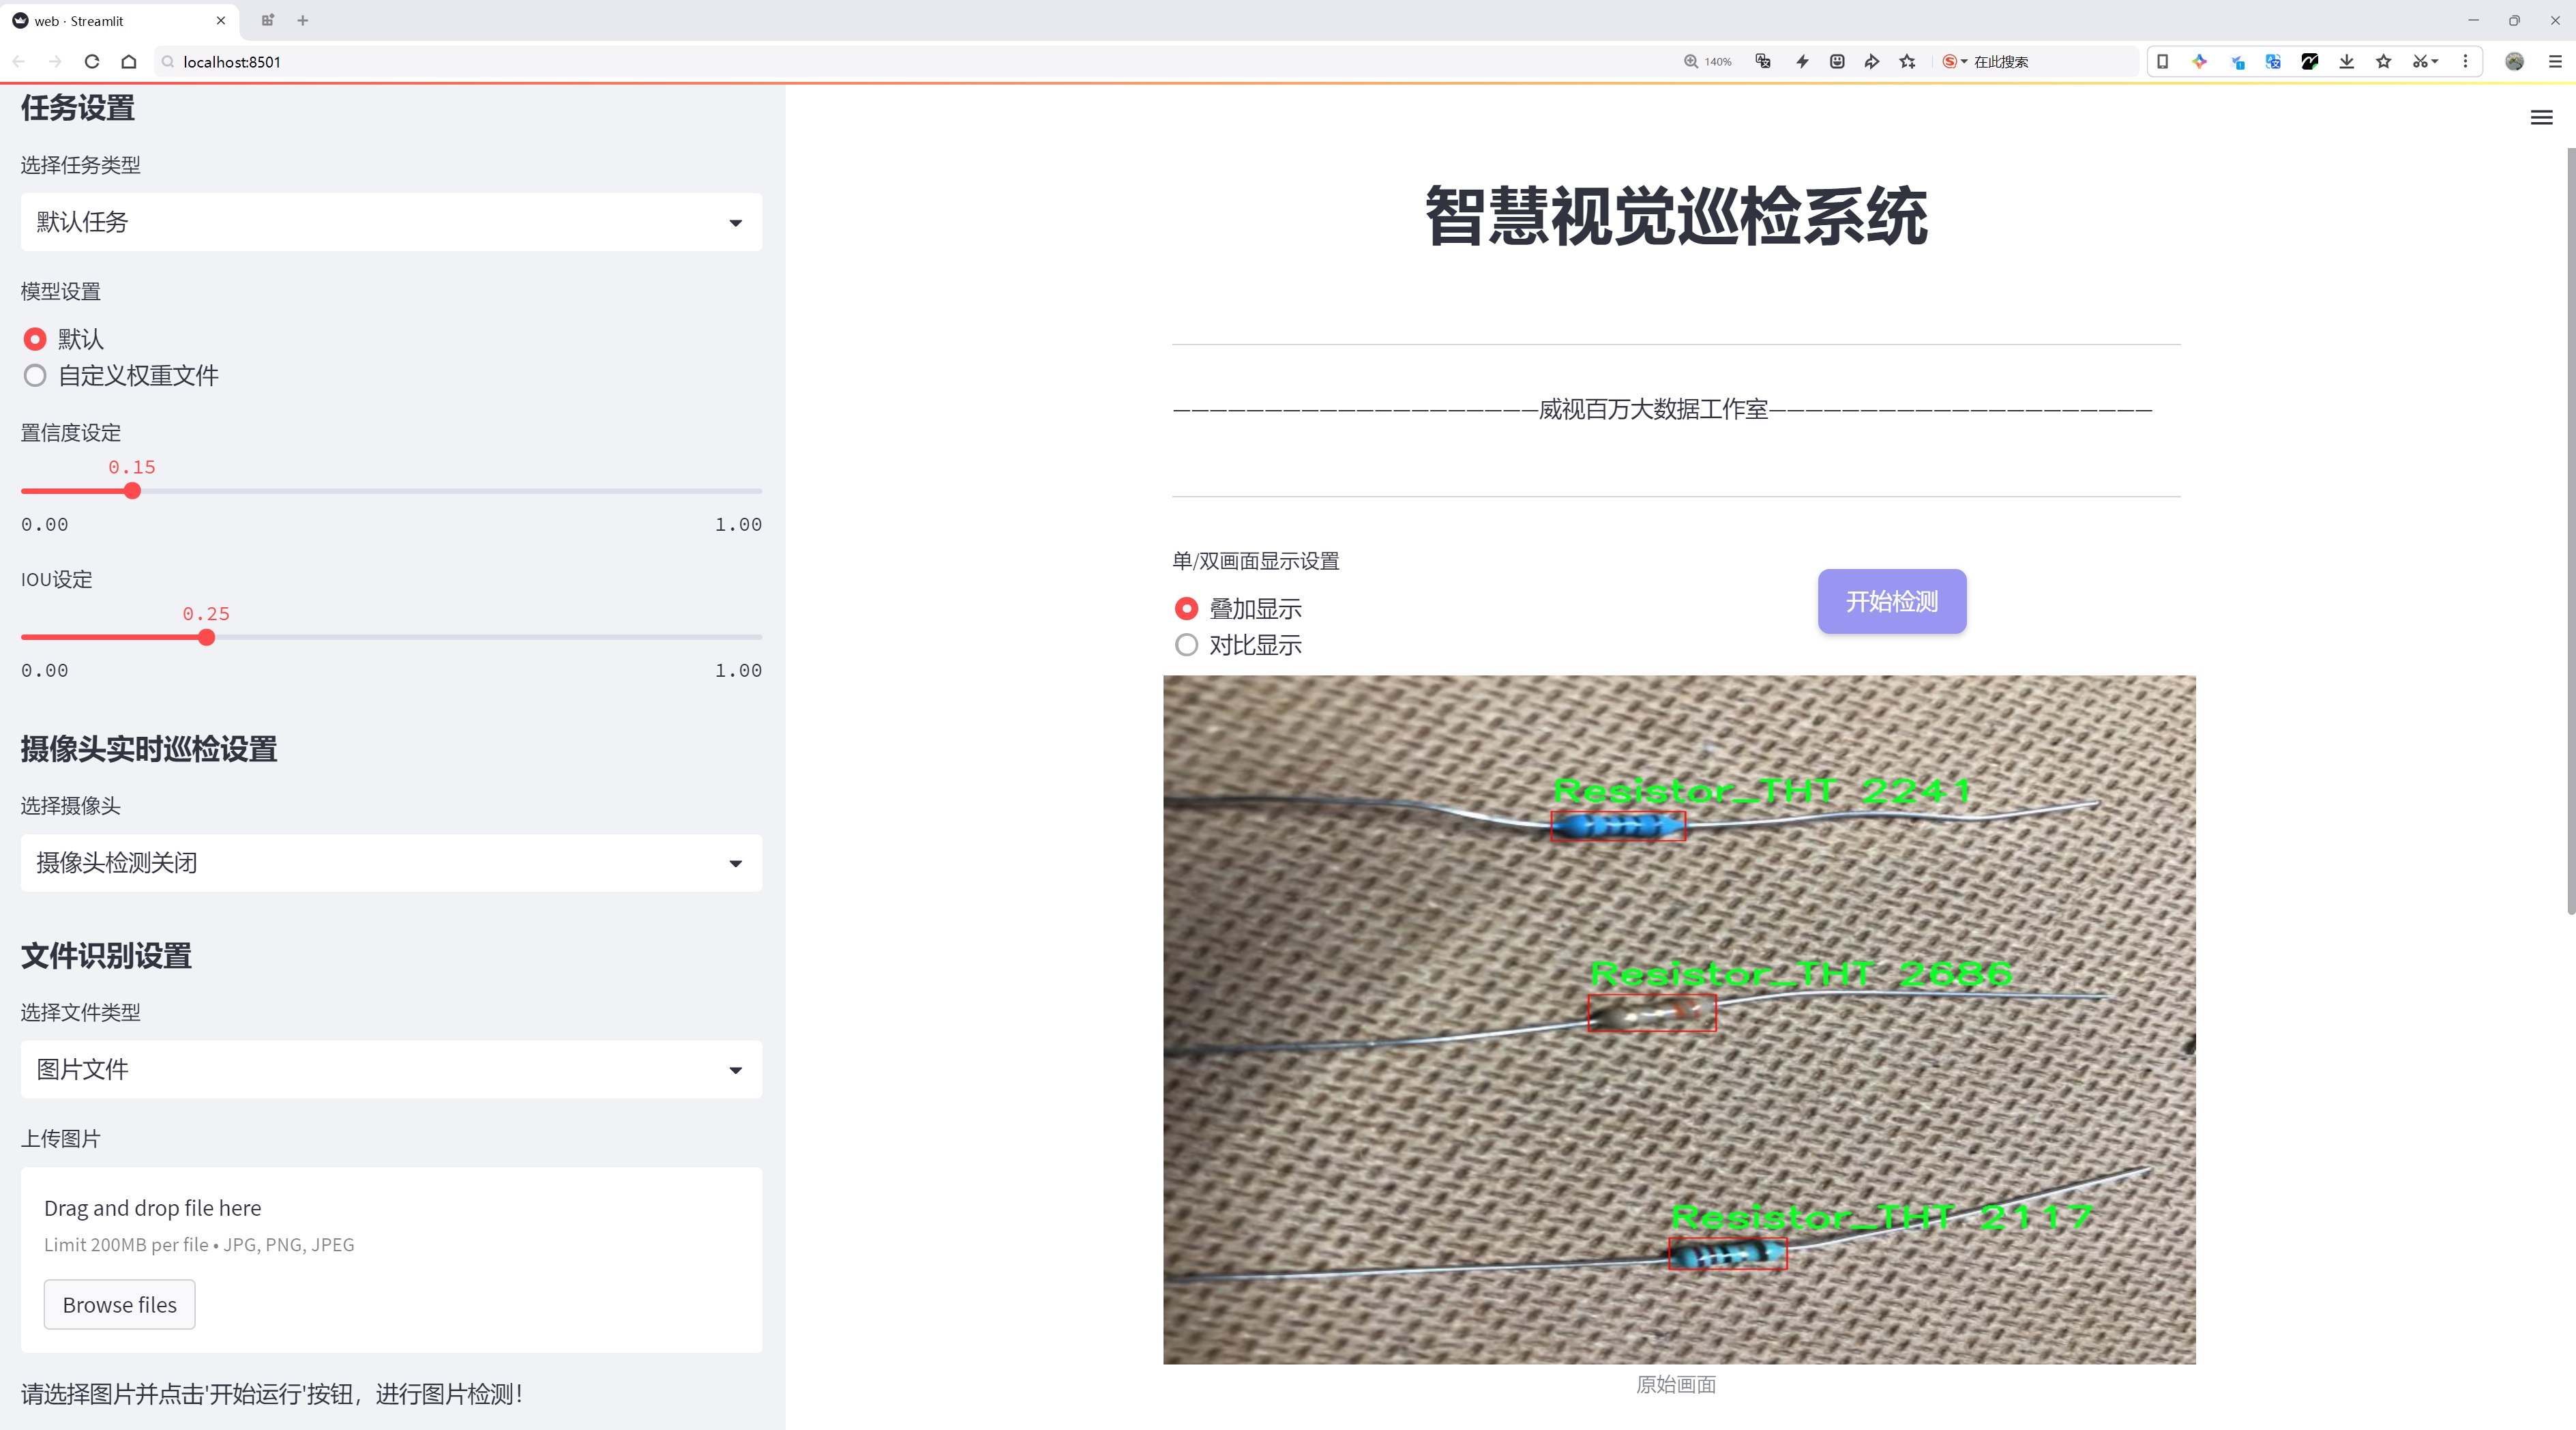 web · Streamlit
localhost:8501
140%
在此搜索
任务设置
选择任务类型
默认任务
模型设置
默认
自定义权重文件
置信度设定
0.15
0.00 1.00
IOU设定
0.25
0.00 1.00
摄像头实时巡检设置
选择摄像头
摄像头检测关闭
文件识别设置
选择文件类型
图片文件
上传图片
Drag and drop file here
Limit 200MB per file • JPG, PNG, JPEG
Browse files
请选择图片并点击'开始运行'按钮，进行图片检测！
智慧视觉巡检系统
————————————————————威视百万大数据工作室—————————————————————
单/双画面显示设置
叠加显示
对比显示
开始检测
Resistor_THT 2241
Resistor_THT 2686
Resistor_THT 2117
原始画面